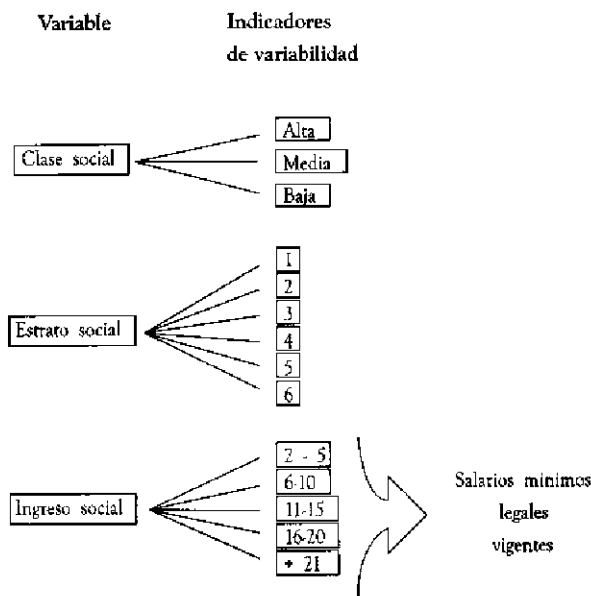 Variable
Indicadores
de variabilidad
Clase social
Alta
Media
Baja
Estrato social
1
2
3
4
5
6
Ingreso social
2 - 5
6-10
11-15
16-20
+ 21
Salarios mínimos
legales
vigentes